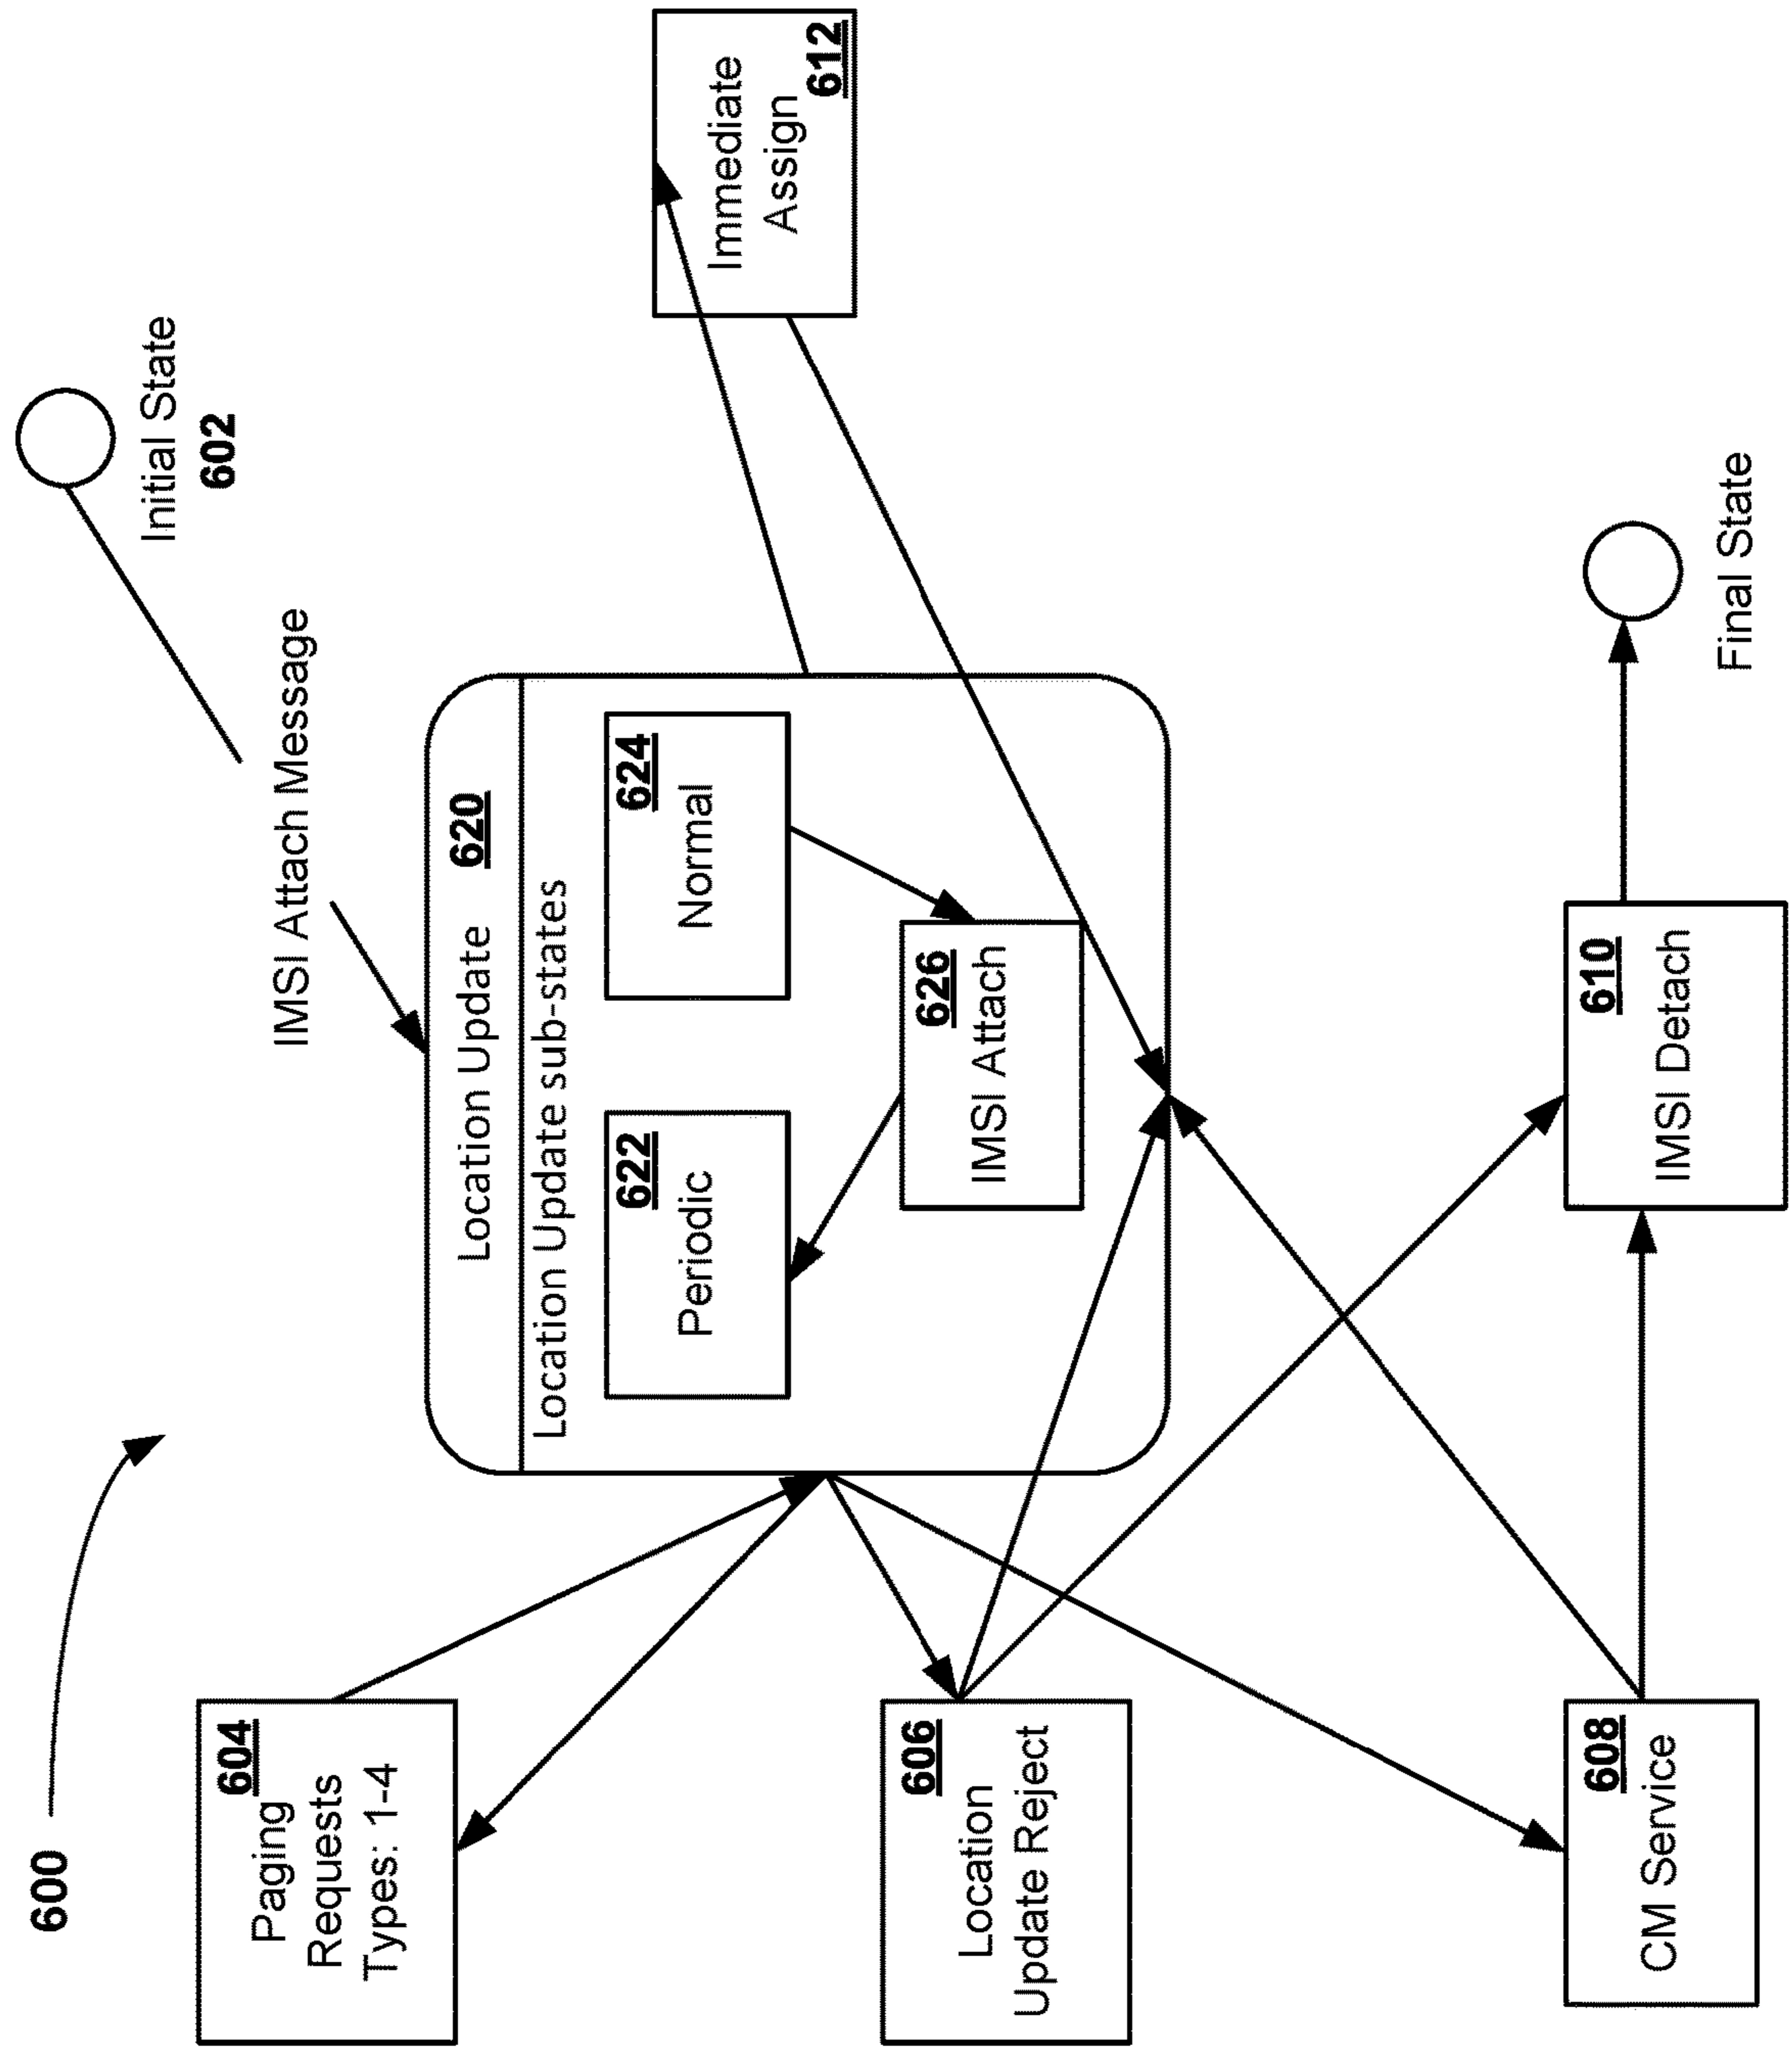 600
Initial State
602
IMSI Attach Message
604
Paging
Requests
Types: 1-4
Location Update 620
Location Update sub-states
622
Periodic
624
Normal
626
IMSI Attach
Immediate
Assign
612
606
Location
Update Reject
608
CM Service
610
IMSI Detach
Final State